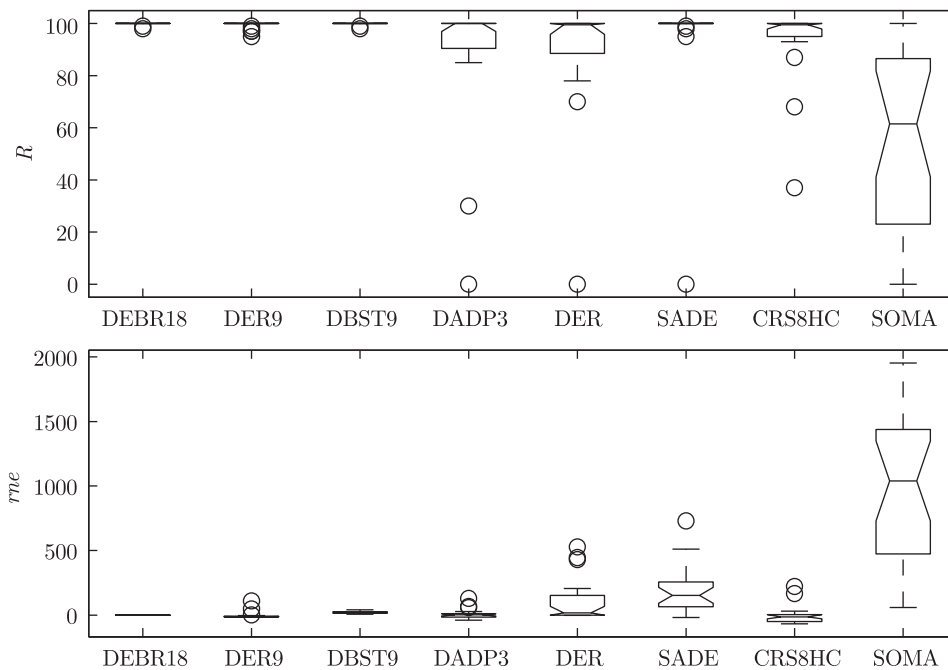 100
80
60
40
20
0
R
DEBR18 DER9 DBST9 DADP3 DER SADE CRS8HC SOMA
2000
1500
1000
500
0
rne
DEBR18 DER9 DBST9 DADP3 DER SADE CRS8HC SOMA